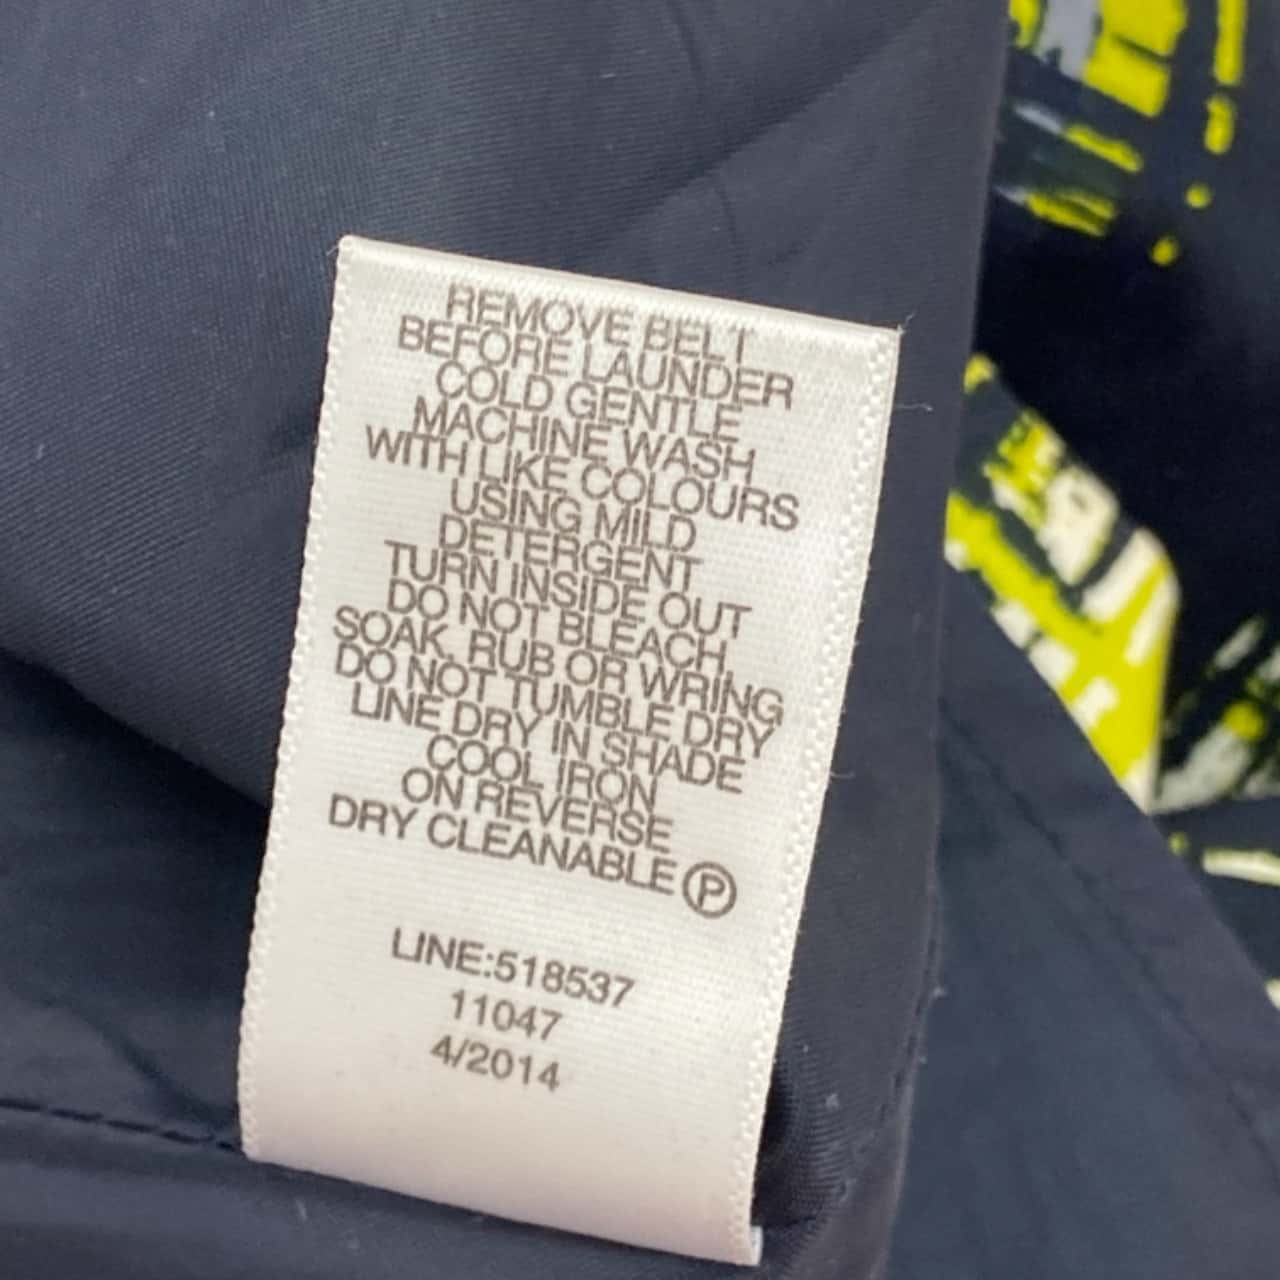 REMOVE BELT
BEFORE LAUNDER
COLD GENTLE
MACHINE WASH
WITH LIKE COLOURS
USING MILD
DETERGENT
TURN INSIDE OUT
DO NOT BLEACH,
SOAK, RUB OR WRING
DO NOT TUMBLE DRY
LINE DRY IN SHADE
COOL IRON
ON REVERSE
DRY CLEANABLE Ⓟ
LINE:518537
11047
4/2014